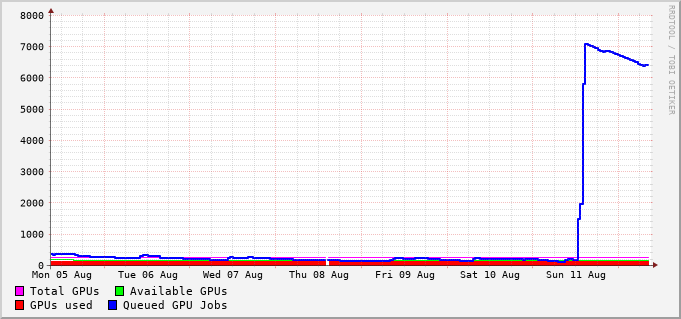 8000
7000
6000
5000
4000
3000
2000
1000
0
Mon 05 Aug Tue 06 Aug Wed 07 Aug Thu 08 Aug Fri 09 Aug Sat 10 Aug Sun 11 Aug
Total GPUs Available GPUs
GPUs used Queued GPU Jobs
RRDTOOL / TOBI OETIKER